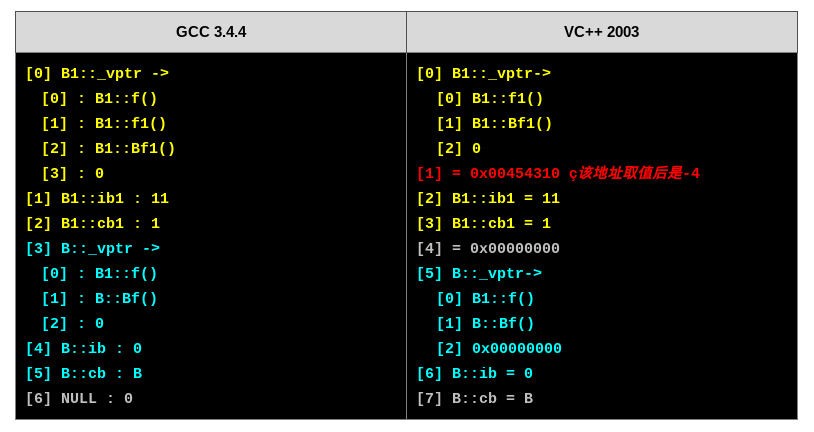 GCC 3.4.4
[0] B1::_vptr ->
[0] : B1::f()
[1] : B1::f1()
[2] : B1::Bf1()
[3] : 0
[1] B1::ib1 : 11
[2] B1::cb1 : 1
[3] B::_vptr ->
[0] : B1::f()
[1] : B::Bf()
[2] : 0
[4] B::ib : 0
[5] B::cb : B
[6] NULL : 0
VC++ 2003
[0] B1::_vptr->
[0] B1::f1()
[1] B1::Bf1()
[2] 0
[1] = 0x00454310 ç该地址取值后是-4
[2] B1::ib1 = 11
[3] B1::cb1 = 1
[4] = 0x00000000
[5] B::_vptr->
[0] B1::f()
[1] B::Bf()
[2] 0x00000000
[6] B::ib = 0
[7] B::cb = B